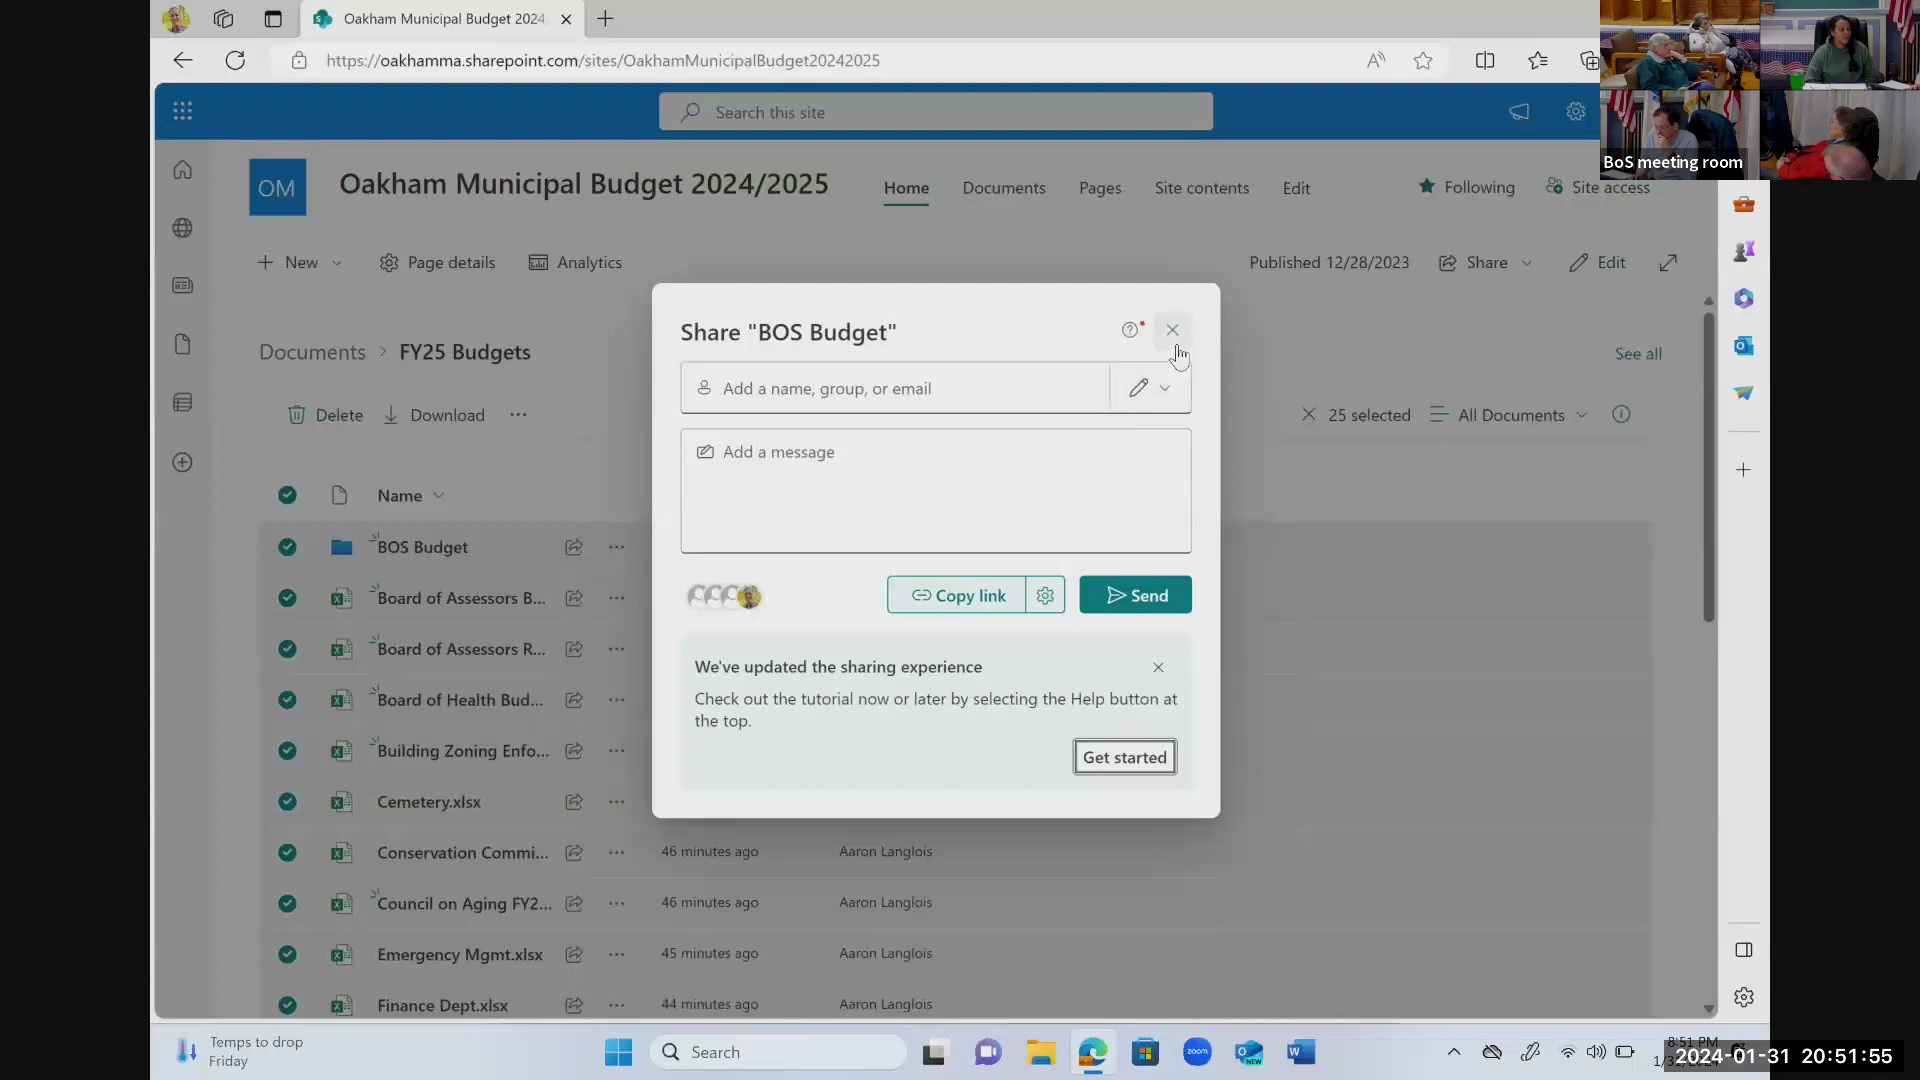 Oakham Municipal Budget 2024
https://oakhamma.sharepoint.com/sites/OakhamMunicipalBudget20242025
Search this site
BoS meeting room
OM
Oakham Municipal Budget 2024/2025
Home
Documents
Pages
Site contents
Edit
Following
Site access
New
Page details
Analytics
Published 12/28/2023
Share
Edit
Documents > FY25 Budgets
See all
Delete
Download
25 selected
All Documents
Name
BOS Budget
Board of Assessors B...
Board of Assessors R...
Board of Health Bud...
Building Zoning Enfo...
Cemetery.xlsx
Conservation Commi... 46 minutes ago Aaron Langlois
Council on Aging FY2... 46 minutes ago Aaron Langlois
Emergency Mgmt.xlsx 45 minutes ago Aaron Langlois
Finance Dept.xlsx 44 minutes ago Aaron Langlois
Share "BOS Budget"
Add a name, group, or email
Add a message
Copy link
Send
We've updated the sharing experience
Check out the tutorial now or later by selecting the Help button at
the top.
Get started
Temps to drop
Friday
Search
zoom
NEW
8:51 PM
2024-01-31 20:51:55